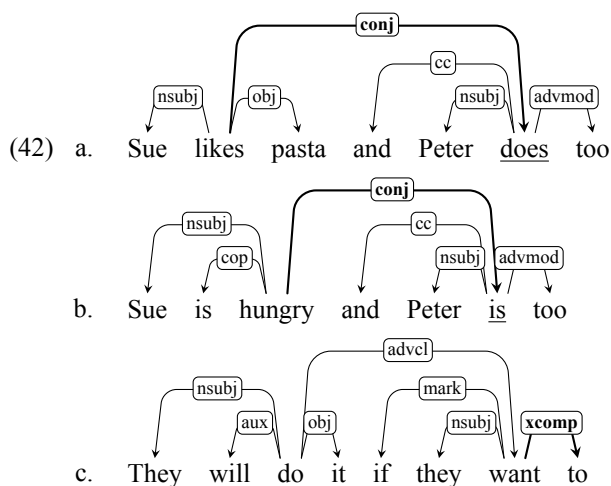 conj
cc
nsubj obj nsubj advmod
(42) a. Sue likes pasta and Peter does too
conj
nsubj cc
cop nsubj advmod
b. Sue is hungry and Peter is too
advcl
nsubj mark
aux obj nsubj xcomp
c. They will do it if they want to